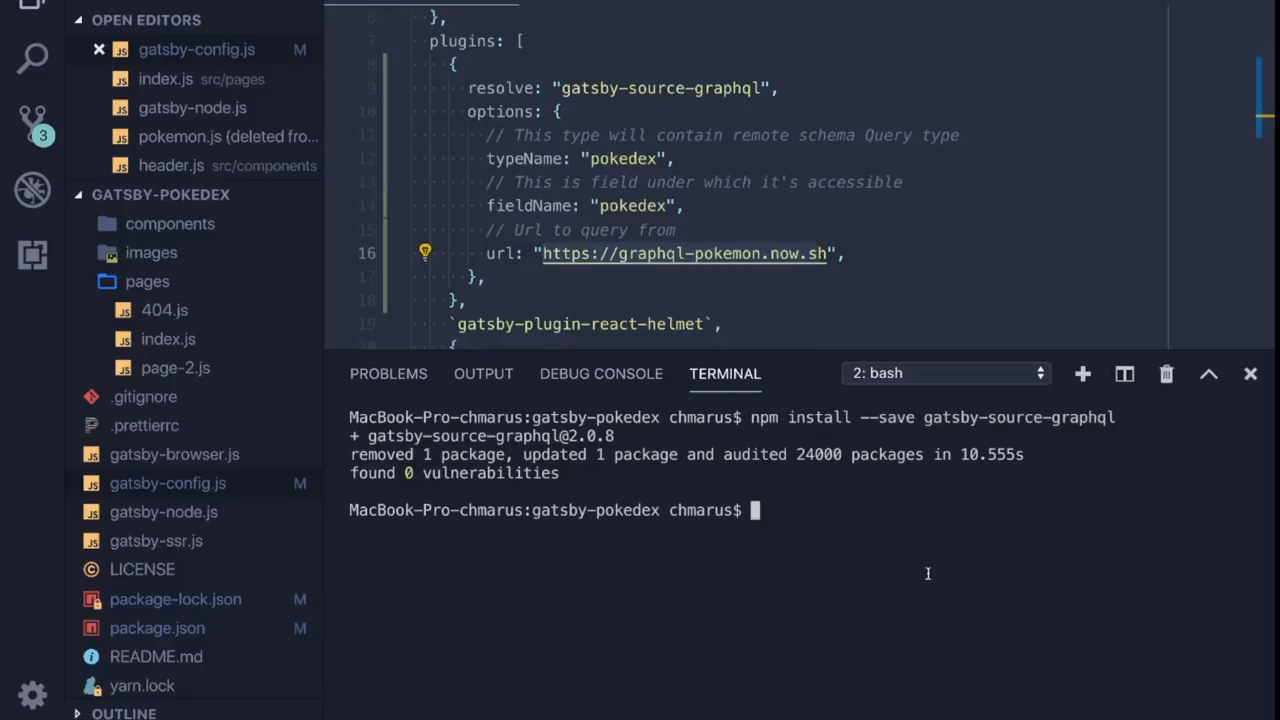 OPEN EDITORS
gatsby-config.js M
index.js src/pages
gatsby-node.js
3
pokemon.js (deleted fro...
header.js src/components
GATSBY-POKEDEX
components
images
pages
404.js
index.js
page-2.js
.gitignore
.prettierrc
gatsby-browser.js
gatsby-config.js M
gatsby-node.js
gatsby-ssr.js
LICENSE
package-lock.json M
package.json M
README.md
yarn.lock
OUTLINE
6 },
7 plugins: [
8 {
9 resolve: "gatsby-source-graphql",
10 options: {
11 // This type will contain remote schema Query type
12 typeName: "pokedex",
13 // This is field under which it's accessible
14 fieldName: "pokedex",
15 // Url to query from
16 url: "https://graphql-pokemon.now.sh",
17 },
18 },
19 `gatsby-plugin-react-helmet`,
20 {
PROBLEMS OUTPUT DEBUG CONSOLE TERMINAL 2: bash
MacBook-Pro-chmarus:gatsby-pokedex chmarus$ npm install --save gatsby-source-graphql
+ gatsby-source-graphql@2.0.8
removed 1 package, updated 1 package and audited 24000 packages in 10.555s
found 0 vulnerabilities
MacBook-Pro-chmarus:gatsby-pokedex chmarus$